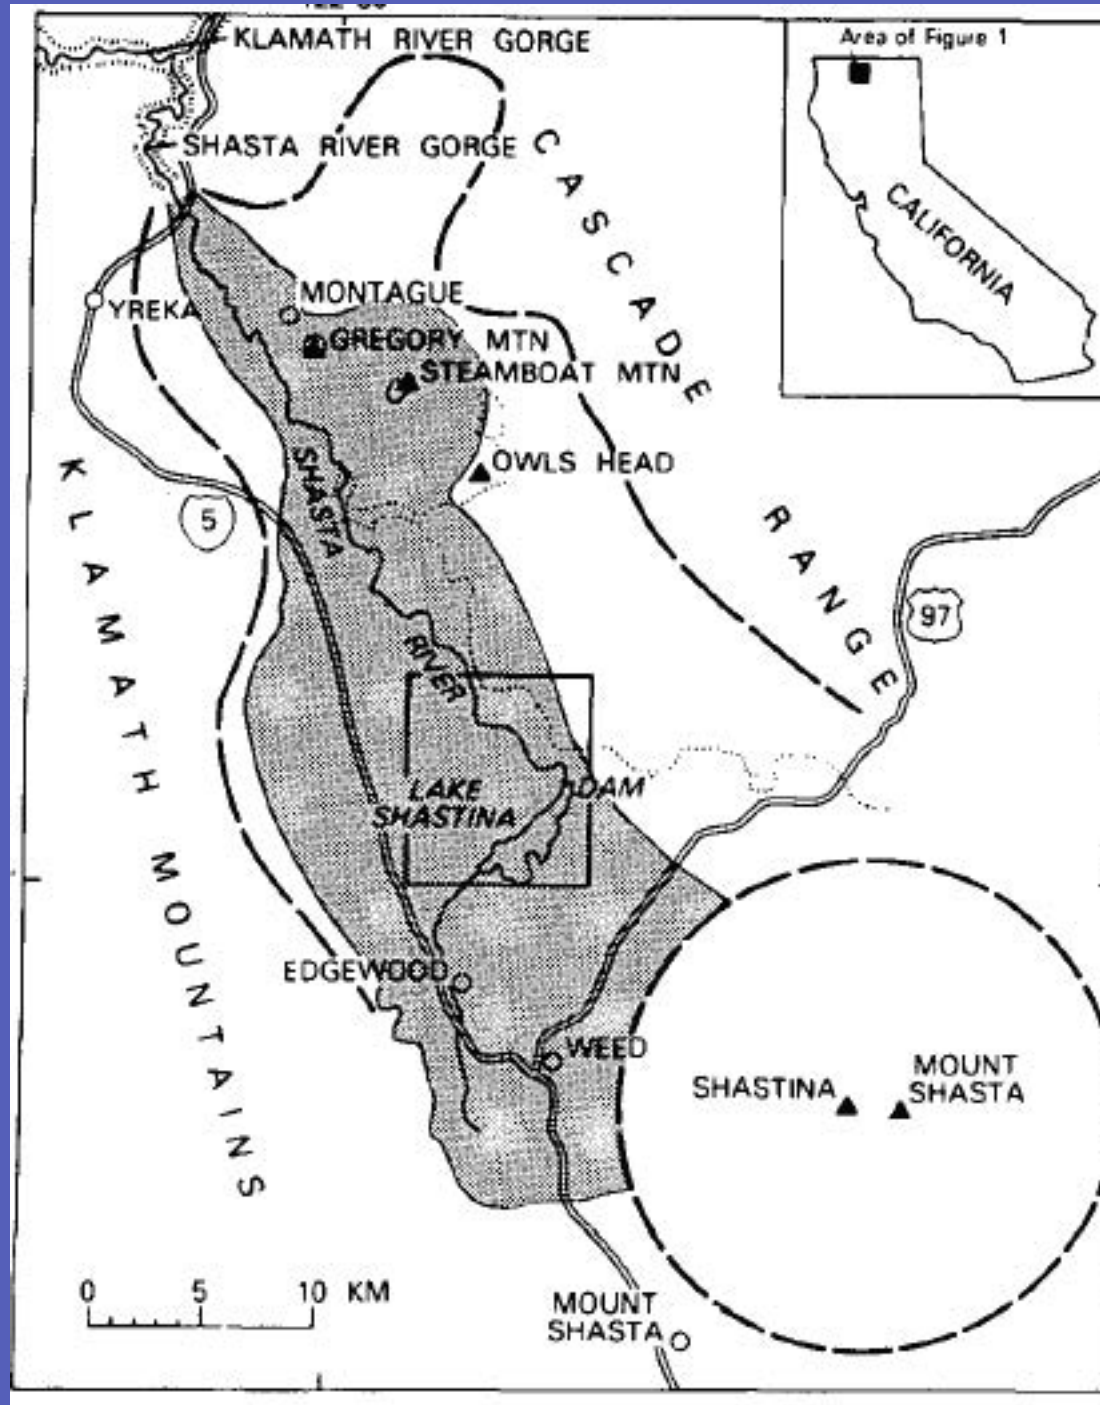 KLAMATH RIVER GORGE
Area of Figure 1
SHASTA RIVER GORGE
CASCADE
CALIFORNIA
MONTAGUE
YREKA
GREGORY MTN
STEAMBOAT MTN
OWLS HEAD
SHASTA
5
RANGE
97
RIVER
LAKE
SHASTINA
DAM
KLAMATH MOUNTAINS
EDGEWOOD
WEED
SHASTINA
MOUNT
SHASTA
0 5 10 KM
MOUNT
SHASTA